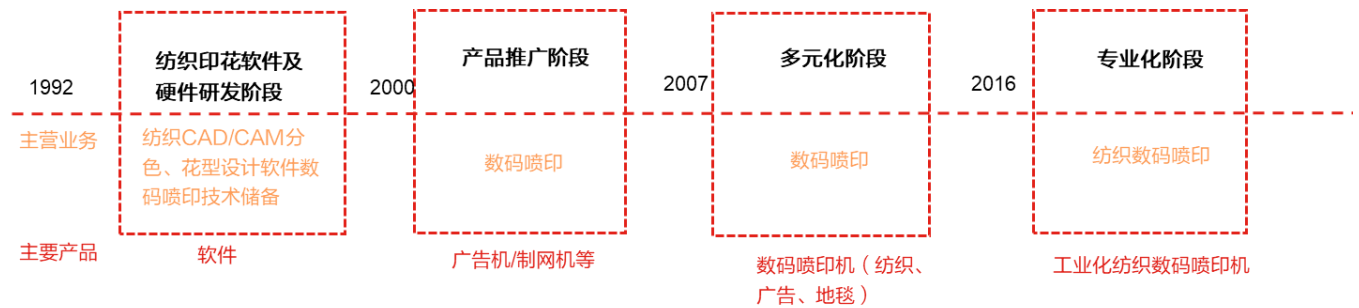 纺织印花软件及
硬件研发阶段
产品推广阶段
多元化阶段
专业化阶段
1992
2000
2007
2016
主营业务
纺织CAD/CAM分
色、花型设计软件数
码喷印技术储备
数码喷印
数码喷印
纺织数码喷印
主要产品
软件
广告机/制网机等
数码喷印机（纺织、
广告、地毯）
工业化纺织数码喷印机